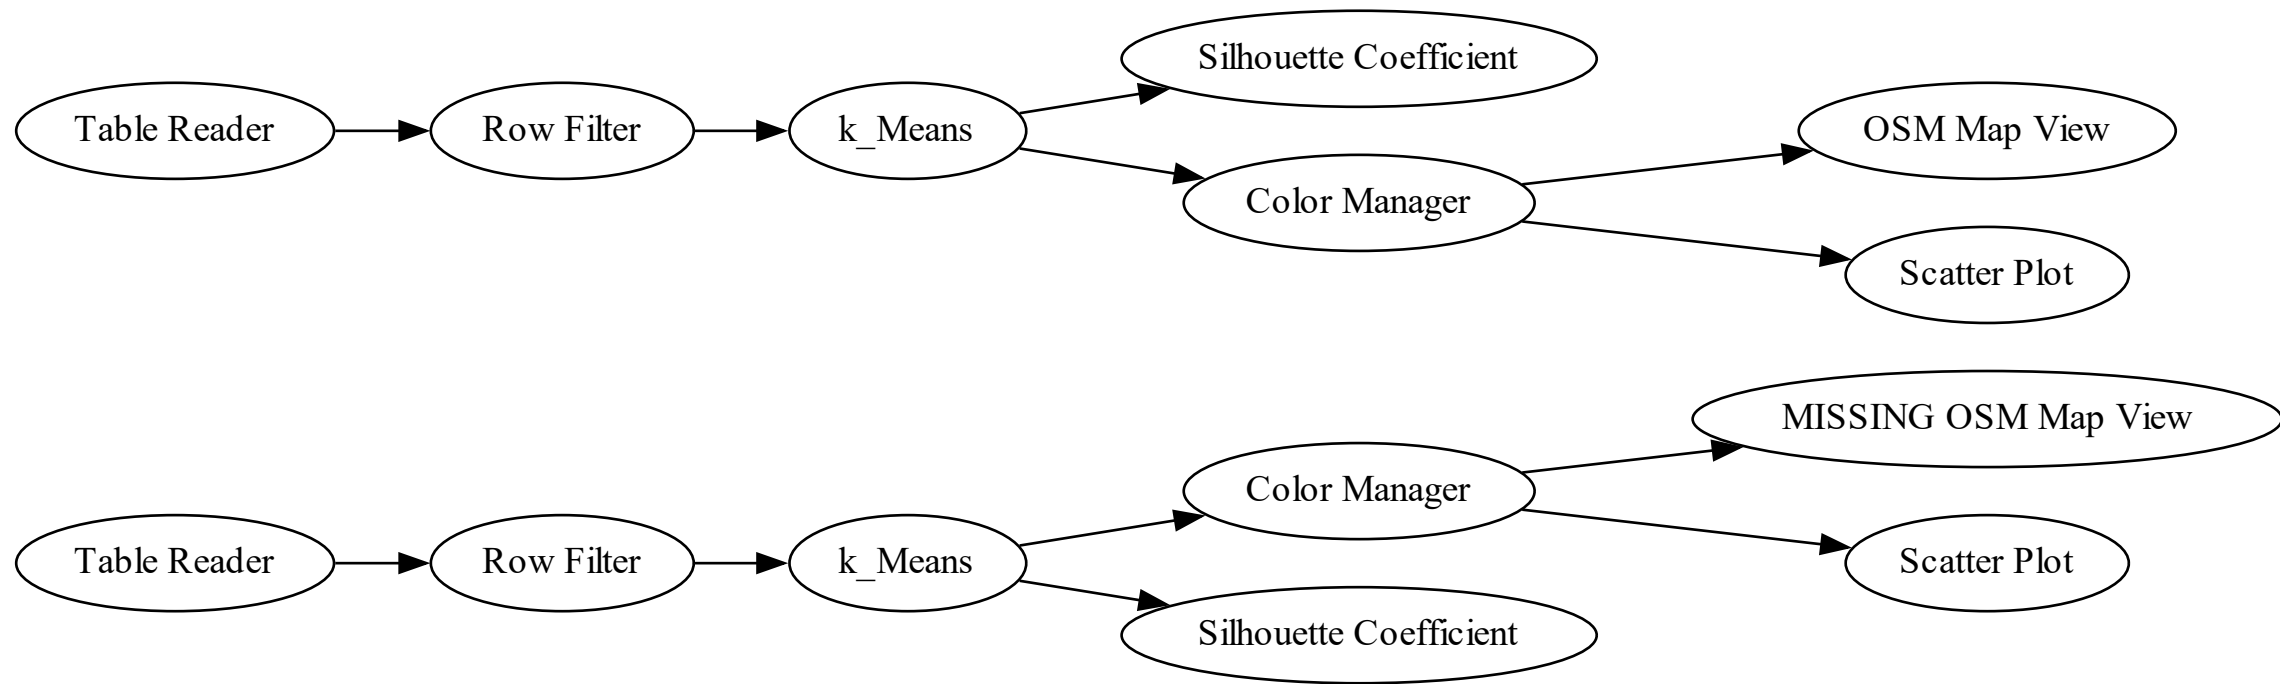 Silhouette Coefficient
Table Reader
Row Filter
k_Means
OSM Map View
Color Manager
Scatter Plot
MISSING OSM Map View
Color Manager
Table Reader
Row Filter
k_Means
Scatter Plot
Silhouette Coefficient